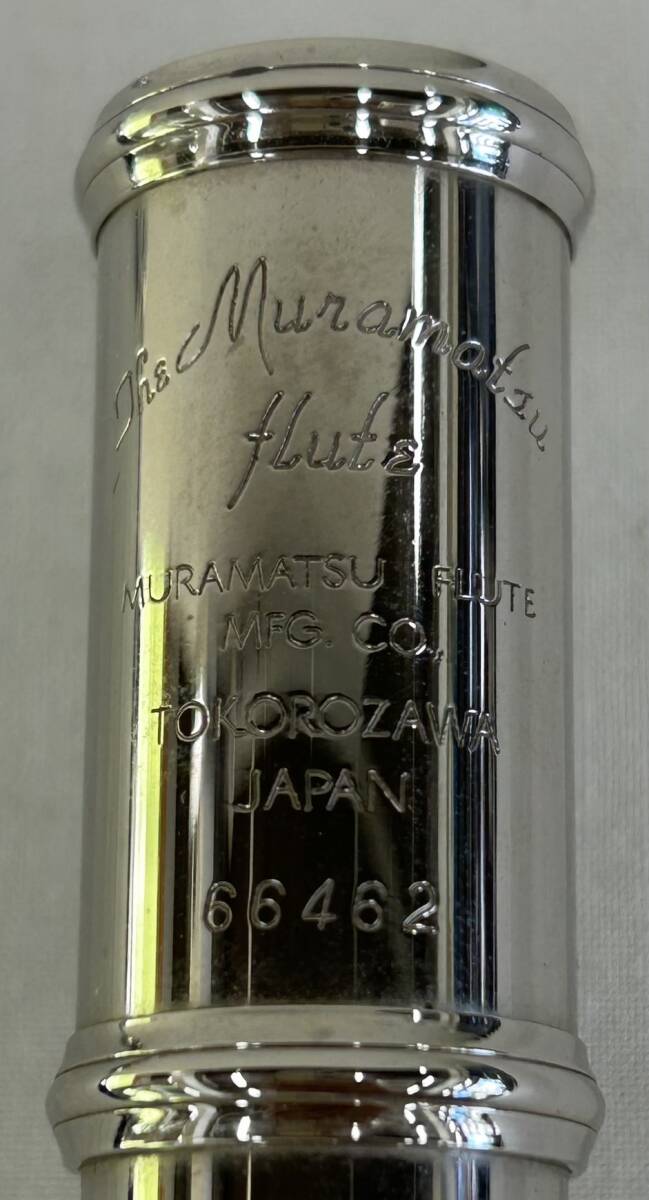 The Muramatsu
flute
MURAMATSU FLUTE
MFG. CO.,
TOKOROZAWA
JAPAN
66462